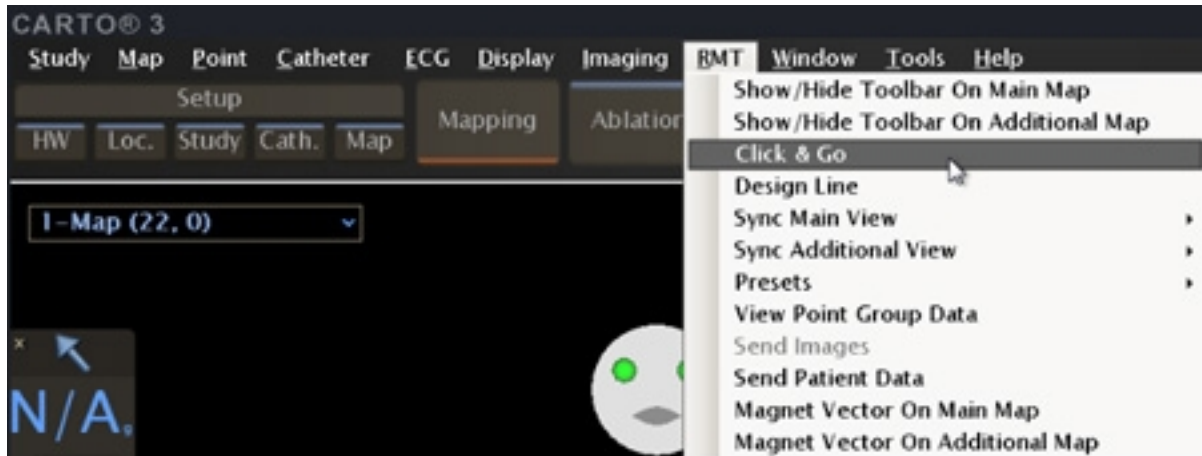 CARTO® 3
Study Map Point Catheter ECG Display Imaging RMT Window Tools Help
Setup
HW Loc. Study Cath. Map
Mapping
Ablation
1-Map (22, 0)
x
N/A
Show/Hide Toolbar On Main Map
Show/Hide Toolbar On Additional Map
Click & Go
Design Line
Sync Main View
Sync Additional View
Presets
View Point Group Data
Send Images
Send Patient Data
Magnet Vector On Main Map
Magnet Vector On Additional Map